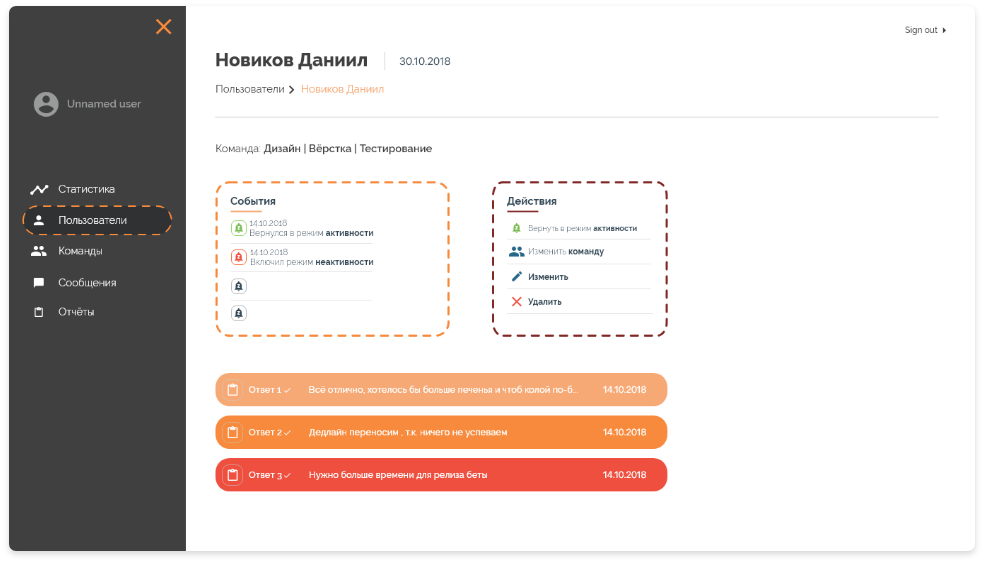 Sign out
Новиков Даниил
30.10.2018
Пользователи
Новиков Даниил
Unnamed user
Статистика
Пользователи
Команды
Сообщения
Отчёты
Команда: Дизайн | Вёрстка | Тестирование
События
14.10.2018
Вернулся в режим активности
14.10.2018
Включил режим неактивности
Действия
Вернуть в режим активности
Изменить команду
Изменить
Удалить
Ответ 1 Всё отлично, хотелось бы больше печенья и чтоб колой по-б... 14.10.2018
Ответ 2 Дедлайн переносим , т.к. ничего не успеваем 14.10.2018
Ответ 3 Нужно больше времени для релиза беты 14.10.2018